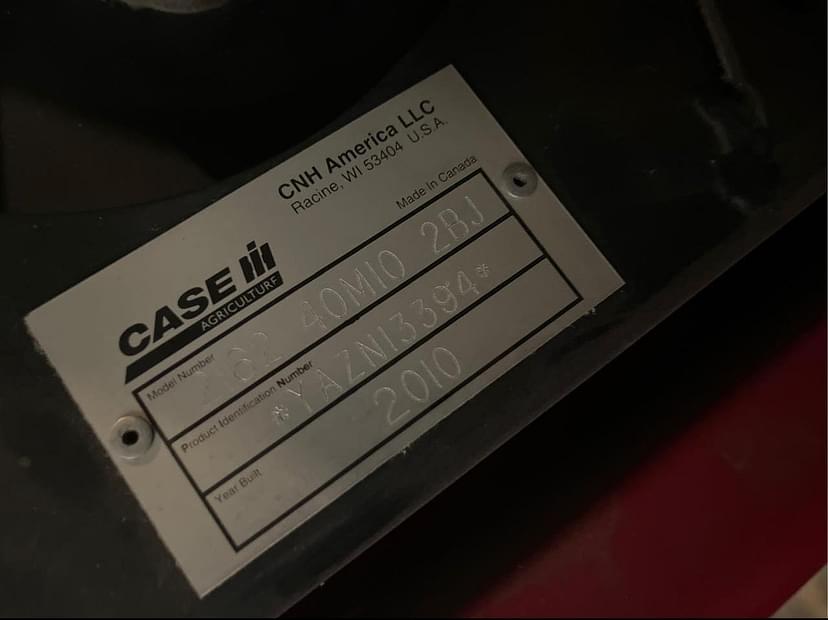 CNH America LLC
Racine, WI 53404 U.S.A.
Made In Canada
CASE IH
AGRICULTURE
Model Number
40M10 2BJ
Product Identification Number
*YAZN13394*
Year Built
2010